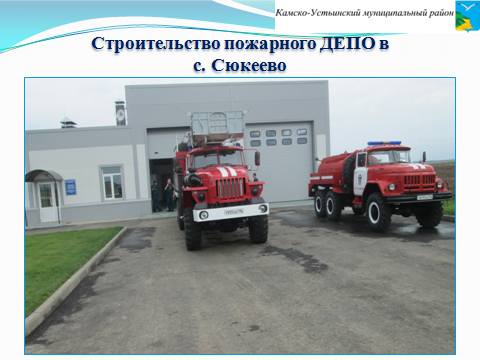 Камско-Устьинский муниципальный район
Строительство пожарного ДЕПО в
с. Сюкеево